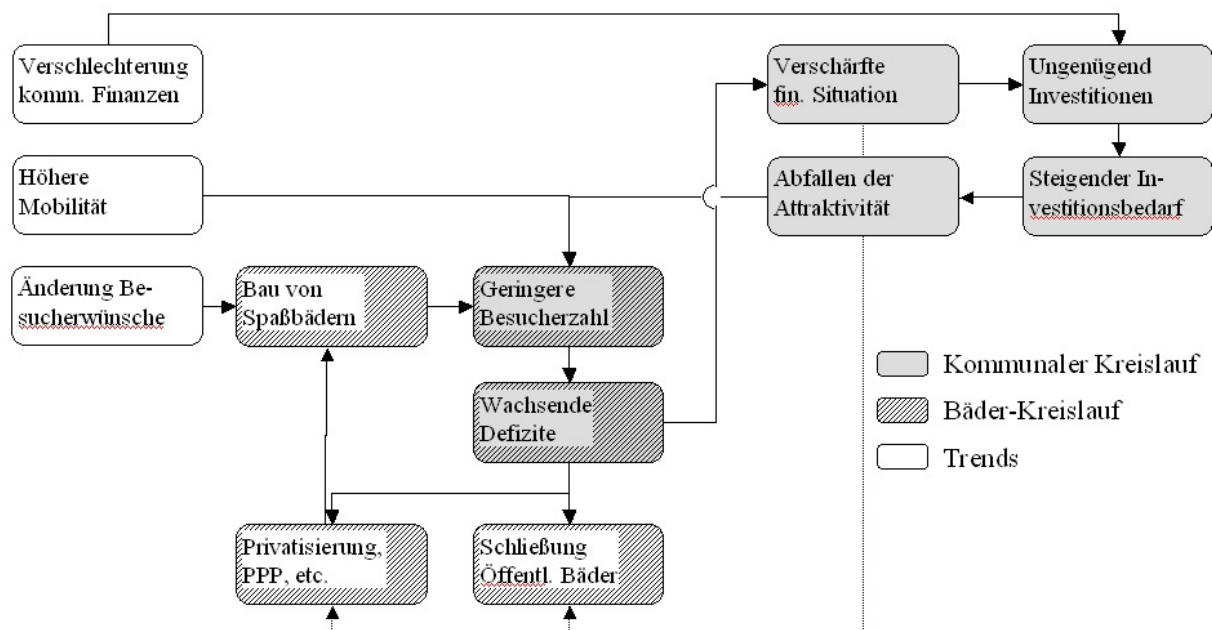 Verschlechterung
komm. Finanzen
Verschärfte
fin. Situation
Ungenügend
Investitionen
Höhere
Mobilität
Abfallen der
Attraktivität
Steigender In-
vestitionsbedarf
Änderung Be-
sucherwünsche
Bau von
Spaßbädern
Geringere
Besucherzahl
Wachsende
Defizite
Kommunaler Kreislauf
Bäder-Kreislauf
Trends
Privatisierung,
PPP, etc.
Schließung
Öffentl. Bäder